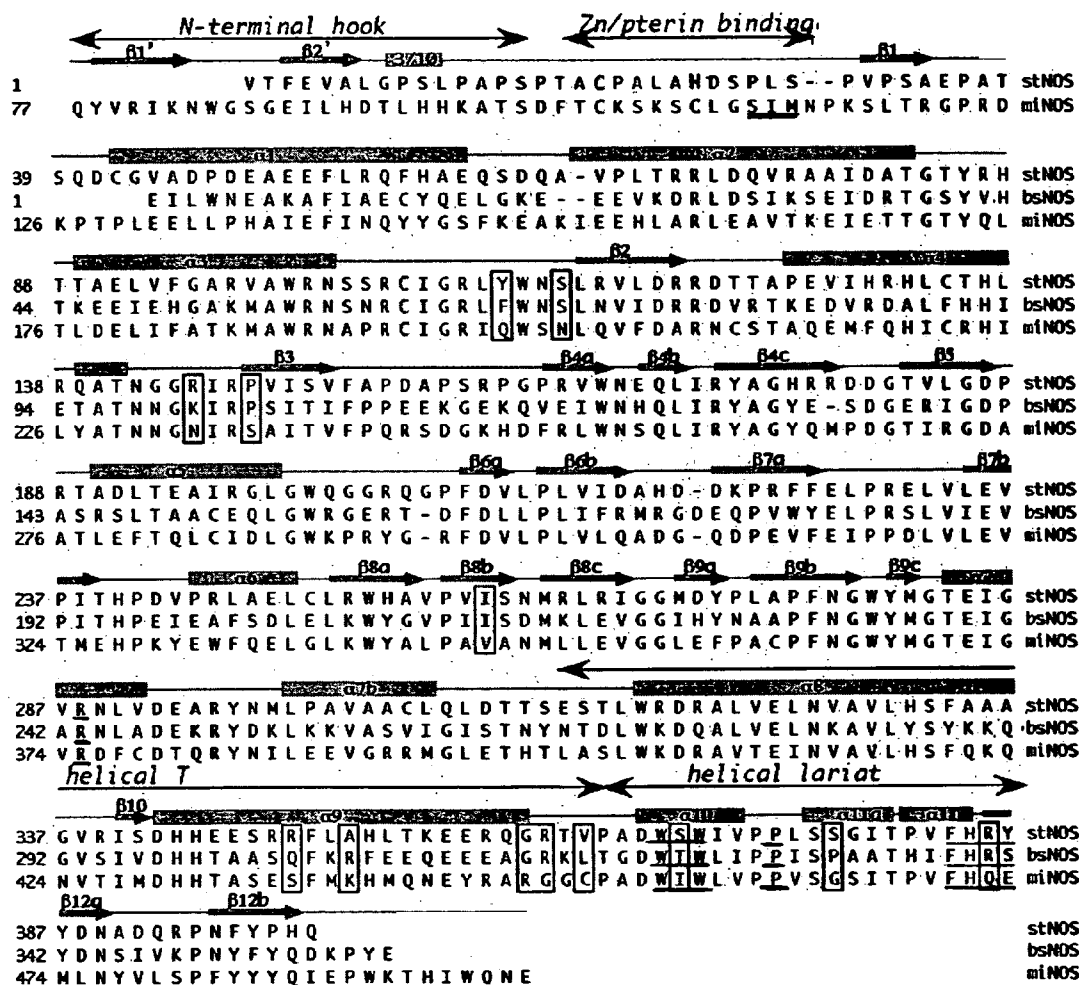 N-terminal hook Zn/pterin binding
β1' β2' 3/10 β1
1 VTFEVALGPSLPAPSPTACPALAHDSPLS--PVPSAEPAT stNOS
77 QYVRIKNWGSGEILHDTLHHKATSDFTCKSKSCLGSIMNPKSLTRGPRD miNOS
39 SQDCGVADPDEAEEFLRQFHAEQSDQA-VPLTRRLDQVRAAIDATGTYRH stNOS
1 EILWNEAKAFIAECYQELGKE--EEVKDRLDSIKSEIDRTGSYVH bsNOS
126 KPTPLEELLPHAIEFINQYYGSFKEAKIEEHLARLEAVTKEIETTGTYQL miNOS
β2
88 TTAELVFGARVAWRNSSRCIGRLYWNSLRVLDRRDTTAPEVIHRHLCTHL stNOS
44 TKEEIEHGAKMAWRNSNRCIGRLFWNSLNVIDRRDVRTKEDVRDALFHHI bsNOS
176 TLDELIFATKMAWRNAPRCIGRIQWSNLQVFDARNCSTAQEMFQHICRHI miNOS
β3 β4a β4b β4c β5
138 RQATNGGRIRPVISVFAPDAPSRPGPRVWNEQLIRYAGHRRDDGTVLGDP stNOS
94 ETATNNGKIRPSITIFPPEEKGEKQVEIWNHQLIRYAGYE-SDGERIGDP bsNOS
226 LYATNNGNIRSAITVFPQRSDGKHDFRLWNSQLIRYAGYQMPDGTIRGDA miNOS
α5 β6a β6b β7a β7b
188 RTADLTEAIRGLGWQGGRQGPFDVLPLVIDAHD-DKPRFFELPRELVLEV stNOS
143 ASRSLTAACEQLGWRGERT-DFDLLPLIFRMRGDEQPVWYELPRSLVIEV bsNOS
276 ATLEFTQLCIDLGWKPRYG-RFDVLPLVLQADG-QDPEVFEIPPDLVLEV miNOS
α6 β8a β8b β8c β9a β9b β9c
237 PITHPDVPRLAELCLRWHAVPVISNMRLRIGGMDYPLAPFNGWYMGTEIG stNOS
192 PITHPEIEAFSDLELKWYGVPIISDMKLEVGGIHYNAAPFNGWYMGTEIG bsNOS
324 TMEHPKYEWFQELGLKWYALPAVANMLLEVGGLEFPACPFNGWYMGTEIG miNOS
α7b α8
287 VRNLVDEARYNMLPAVAACLQLDTTSESTLWRDRALVELNVAVLHSFAAA stNOS
242 ARNLADEKRYDKLKKVASVIGISTNYNTDLWKDQALVELNKAVLYSYKKQ bsNOS
374 VRDFCDTQRYNILEEVGRRMGLETHTLASLWKDRAVTEINVAVLHSFQKQ miNOS
helical T helical lariat
β10 α9
337 GVRISDHHEESRRFLAHLTKEERQGRTVPADWSWIVPPLSSGITPVFHRY stNOS
292 GVSIVDHHTAASQFKRFEEQEEEAGRKLTGDWIWLIPPISPAATHIFHRS bsNOS
424 NVTIMDHHTASESFMKHMQNEYRARGGCPADWIWLVPPVSGSITPVFHQE miNOS
β12a β12b
387 YDNADQRPNFYPHQ stNOS
342 YDNSIVKPNYFYQDKPYE bsNOS
474 MLNYVLSPFYYYQIEPWKTHIWQNE miNOS